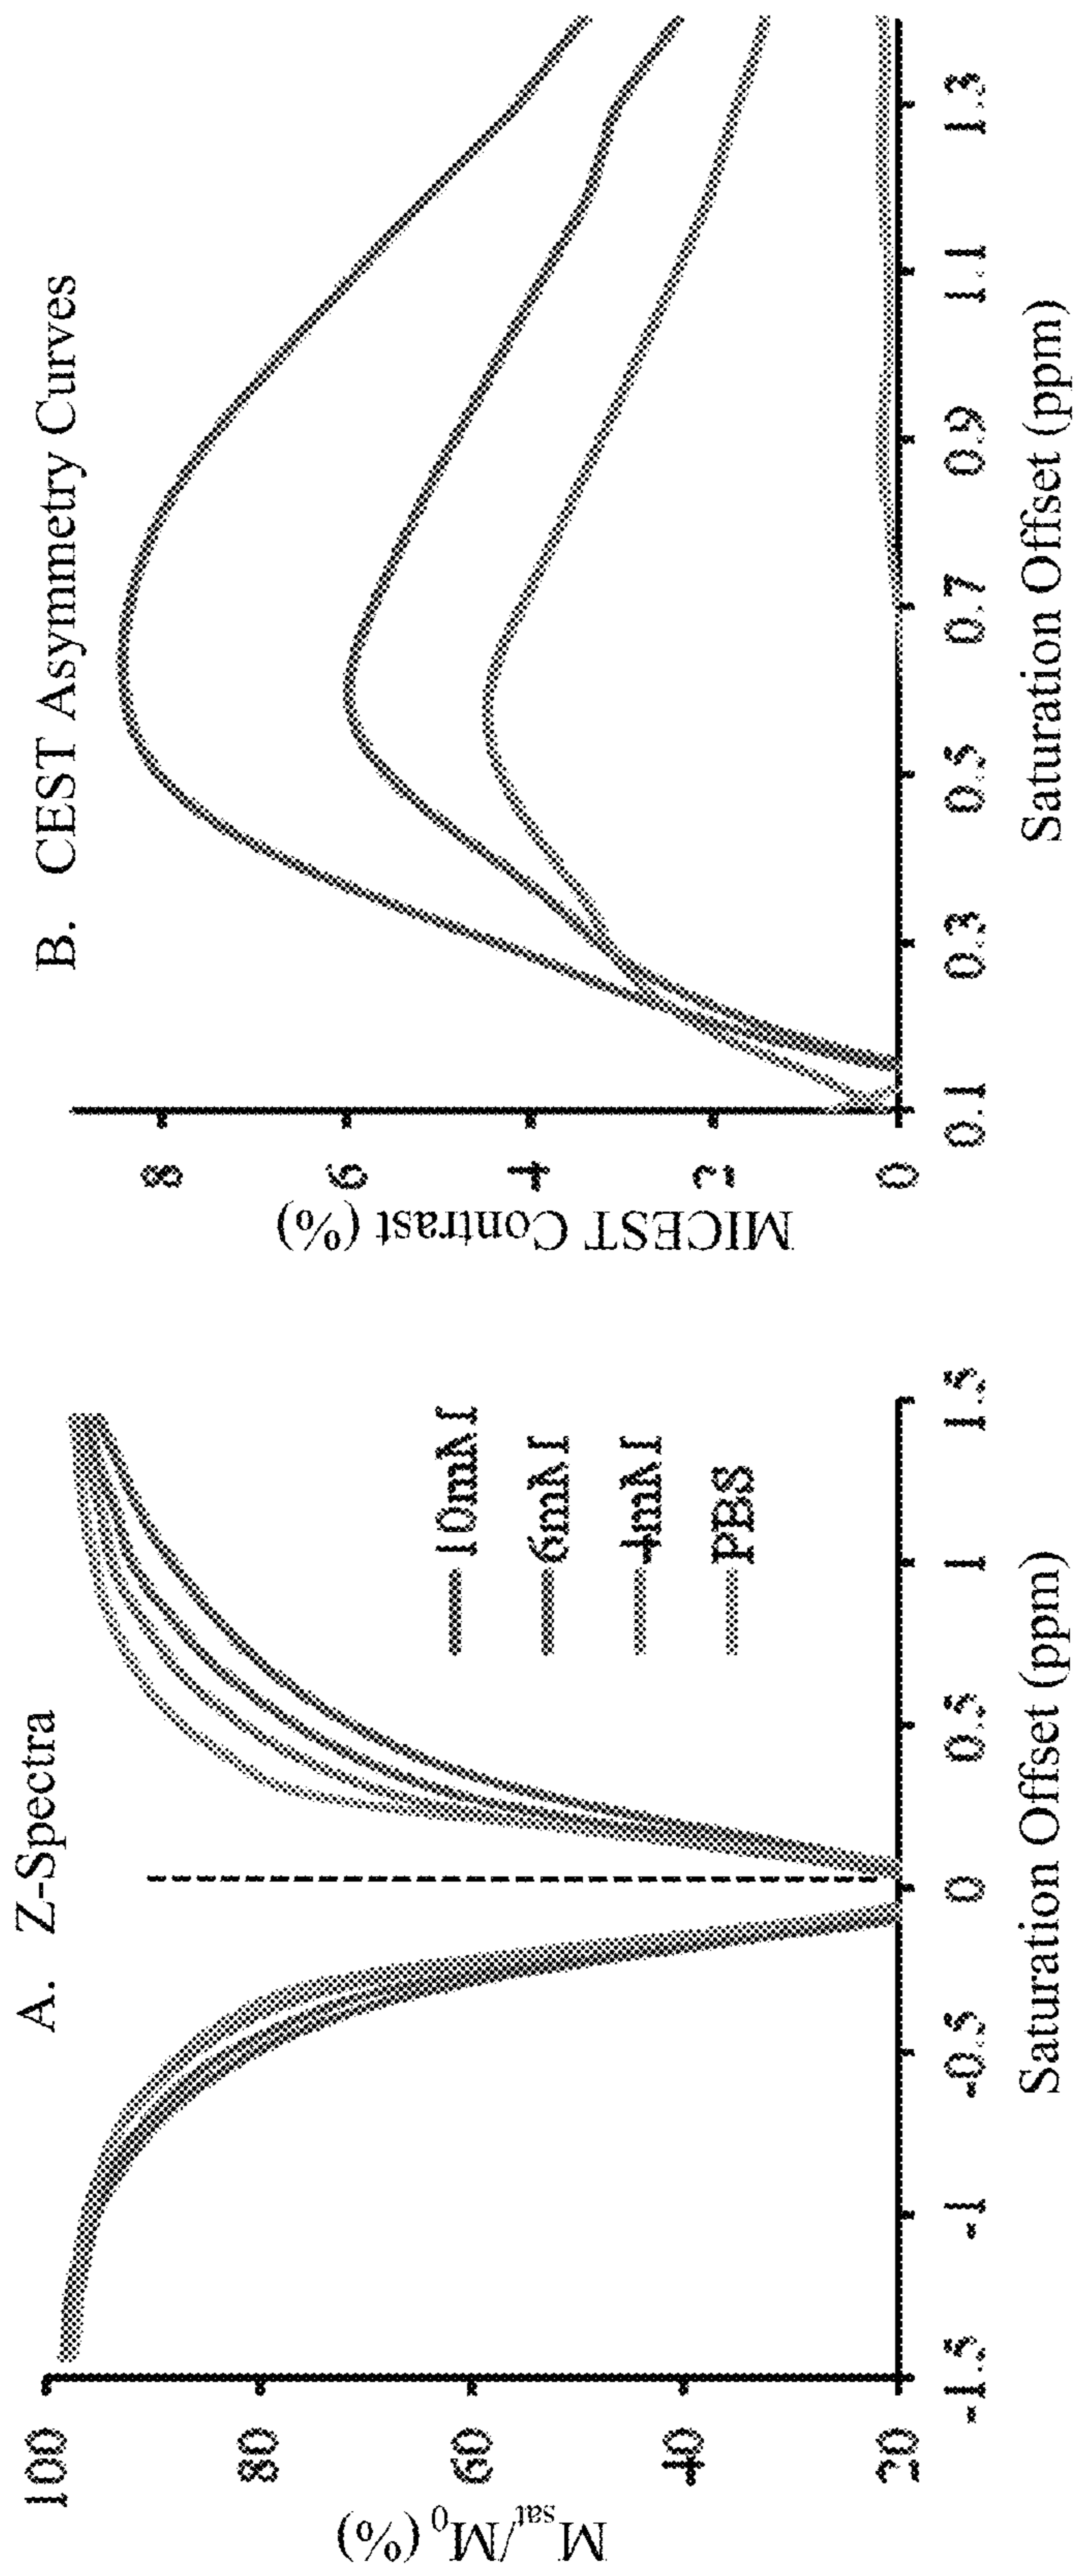 A. Z-Spectra
100
80
60
40
20
M_sat/M_0 (%)
-1.5
-1
-0.5
0
0.5
1
1.5
Saturation Offset (ppm)
10mM
6mM
4mM
PBS
B. CEST Asymmetry Curves
8
6
4
2
0
MICEST Contrast (%)
0.1
0.3
0.5
0.7
0.9
1.1
1.3
Saturation Offset (ppm)